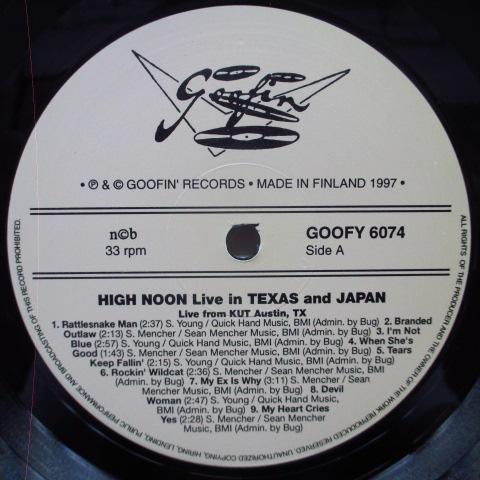 Goofin
• ℗ & © GOOFIN' RECORDS • MADE IN FINLAND 1997 •
n©b
33 rpm
GOOFY 6074
Side A
HIGH NOON Live in TEXAS and JAPAN
Live from KUT Austin, TX
1. Rattlesnake Man (2:37) S. Young / Quick Hand Music, BMI (Admin. by Bug) 2. Branded
Outlaw (2:13) S. Mencher / Sean Mencher Music, BMI (Admin. by Bug) 3. I'm Not
Blue (2:57) S. Young / Quick Hand Music, BMI (Admin. by Bug) 4. When She's
Good (1:43) S. Mencher / Sean Mencher Music, BMI (Admin. by Bug) 5. Tears
Keep Fallin' (2:15) S. Young / Quick Hand Music, BMI (Admin. by Bug)
6. Rockin' Wildcat (2:36) S. Mencher / Sean Mencher Music, BMI
(Admin. by Bug) 7. My Ex Is Why (3:11) S. Mencher / Sean
Mencher Music, BMI (Admin. by Bug) 8. Devil
Woman (2:47) S. Young / Quick Hand Music,
BMI (Admin. by Bug) 9. My Heart Cries
Yes (2:28) S. Mencher / Sean Mencher
Music, BMI (Admin. by Bug)
ALL RIGHTS OF THE PRODUCER AND THE OWNER OF THE WORK REPRODUCED RESERVED. UNAUTHORIZED COPYING, HIRING, LENDING, PUBLIC PERFORMANCE AND BROADCASTING OF THIS RECORD PROHIBITED.